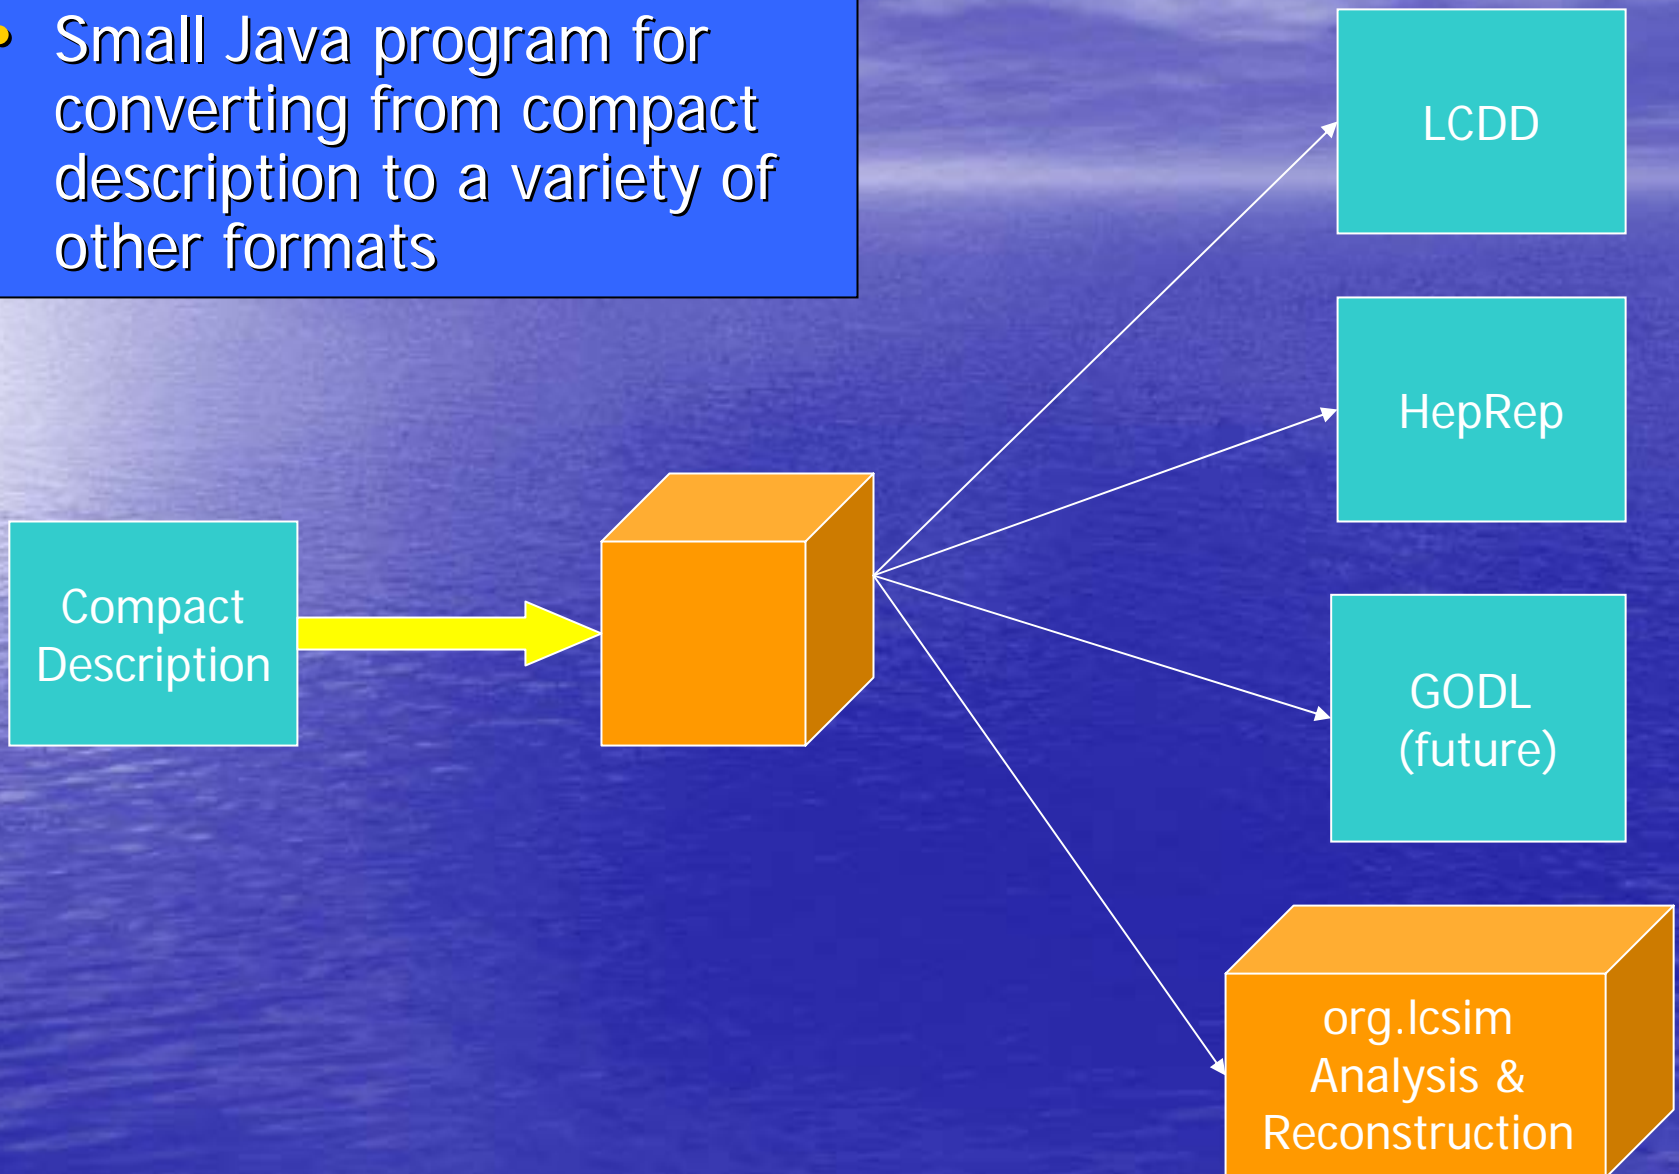 • Small Java program for
converting from compact
description to a variety of
other formats
LCDD
HepRep
Compact
Description
GODL
(future)
org.lcsim
Analysis &
Reconstruction